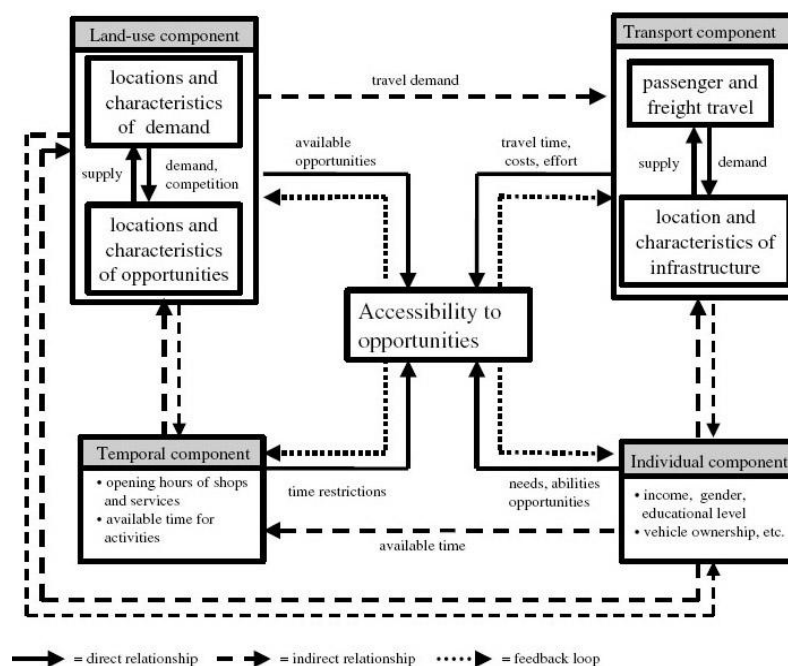 Land-use component
locations and
characteristics
of demand
supply
demand,
competition
locations and
characteristics
of opportunities
travel demand
Transport component
passenger and
freight travel
supply
demand
location and
characteristics of
infrastructure
available
opportunities
travel time,
costs, effort
Accessibility to
opportunities
Temporal component
• opening hours of shops
and services
• available time for
activities
time restrictions
needs, abilities
opportunities
available time
Individual component
• income, gender,
educational level
• vehicle ownership, etc.
= direct relationship
= indirect relationship
= feedback loop